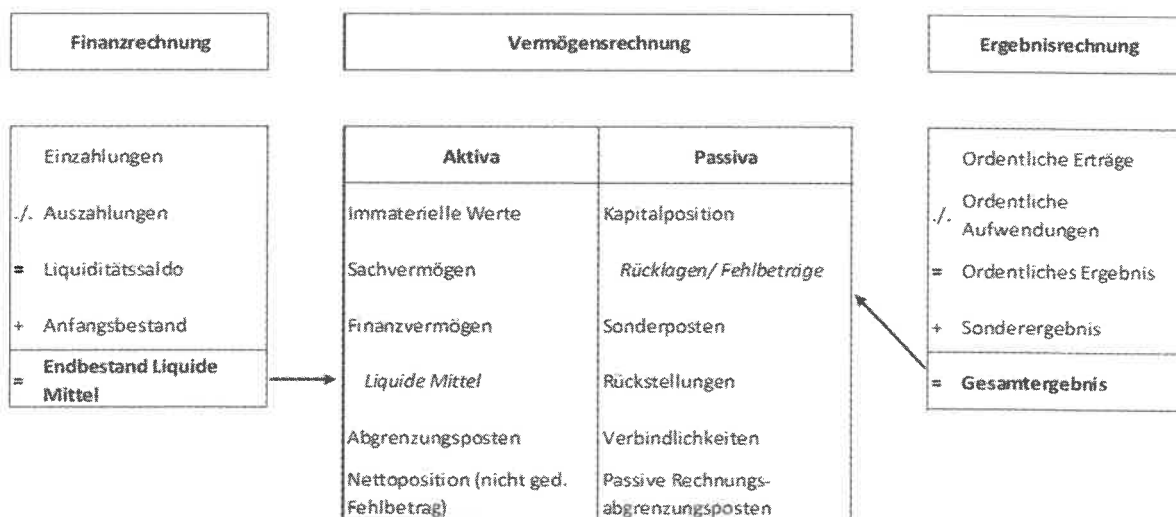 Finanzrechnung
Vermögensrechnung
Ergebnisrechnung
Einzahlungen
./. Auszahlungen
= Liquiditätssaldo
+ Anfangsbestand
= Endbestand Liquide
Mittel
Aktiva
Immaterielle Werte
Sachvermögen
Finanzvermögen
Liquide Mittel
Abgrenzungsposten
Nettoposition (nicht ged.
Fehlbetrag)
Passiva
Kapitalposition
Rücklagen/ Fehlbeträge
Sonderposten
Rückstellungen
Verbindlichkeiten
Passive Rechnungs-
abgrenzungsposten
Ordentliche Erträge
./. Ordentliche
Aufwendungen
= Ordentliches Ergebnis
+ Sonderergebnis
= Gesamtergebnis